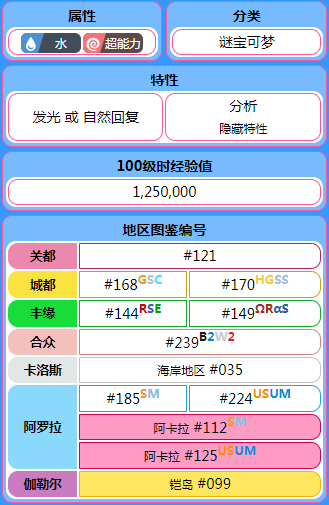 属性 分类
水 超能力 谜宝可梦
特性
发光 或 自然回复 分析
隐藏特性
100级时经验值
1,250,000
地区图鉴编号
关都 #121
城都 #168GSC #170HGSS
丰缘 #144RSE #149ΩRαS
合众 #239B2W2
卡洛斯 海岸地区 #035
阿罗拉 #185SM #224USUM
阿卡拉 #112SM
阿卡拉 #125USUM
伽勒尔 铠岛 #099